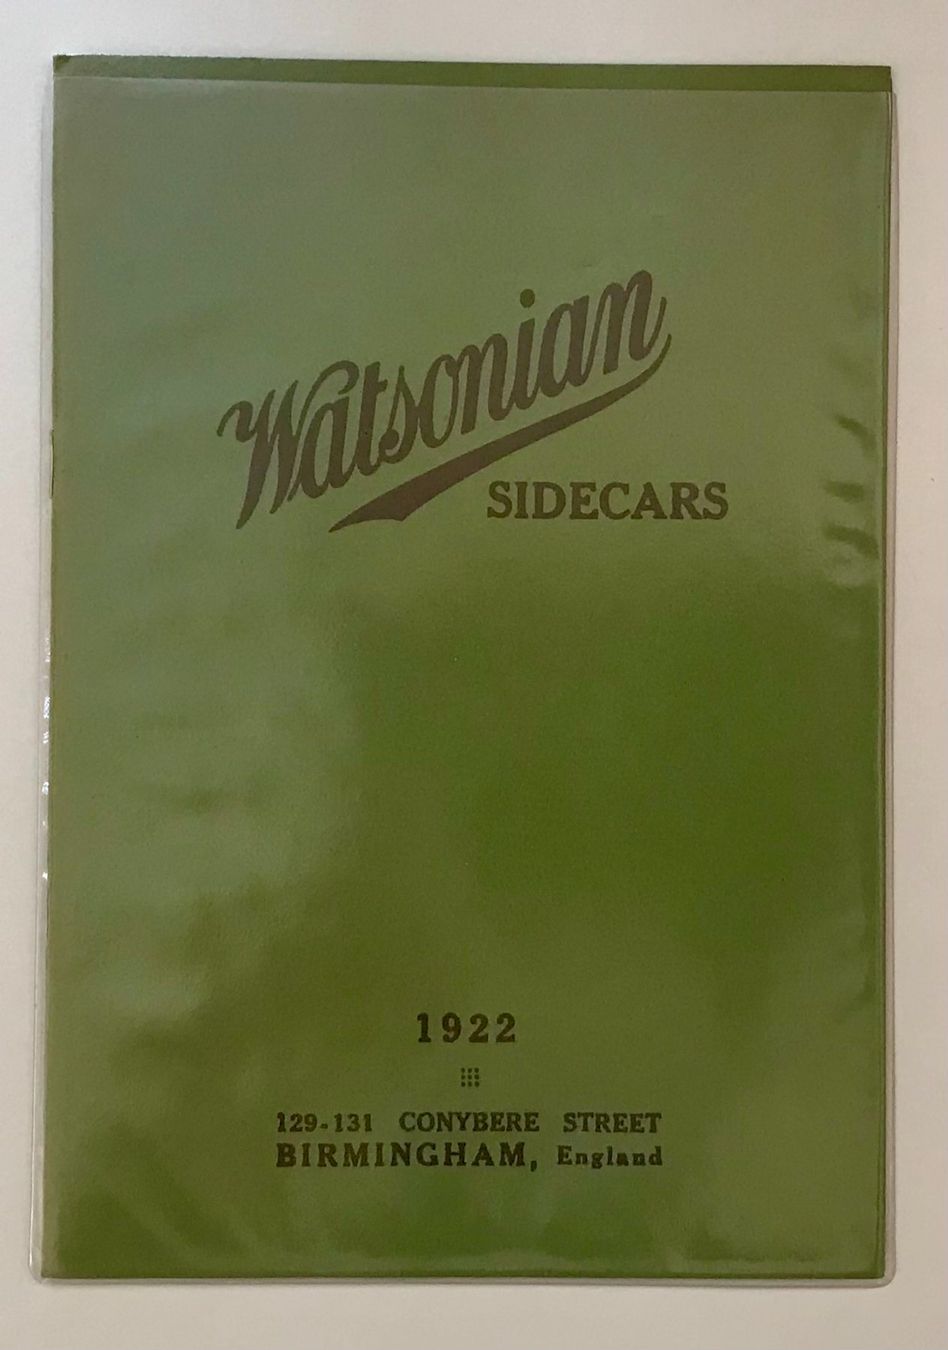 Watsonian
SIDECARS
1922
129-131 CONYBERE STREET
BIRMINGHAM, England